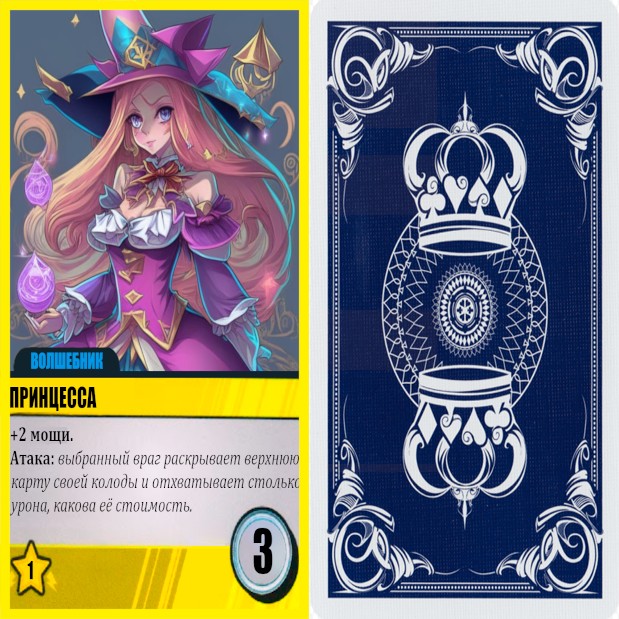 ВОЛШЕБНИК
ПРИНЦЕССА
+2 мощи.
Атака: выбранный враг раскрывает верхнюю
карту своей колоды и отхватывает столько
урона, какова её стоимость.
1
3